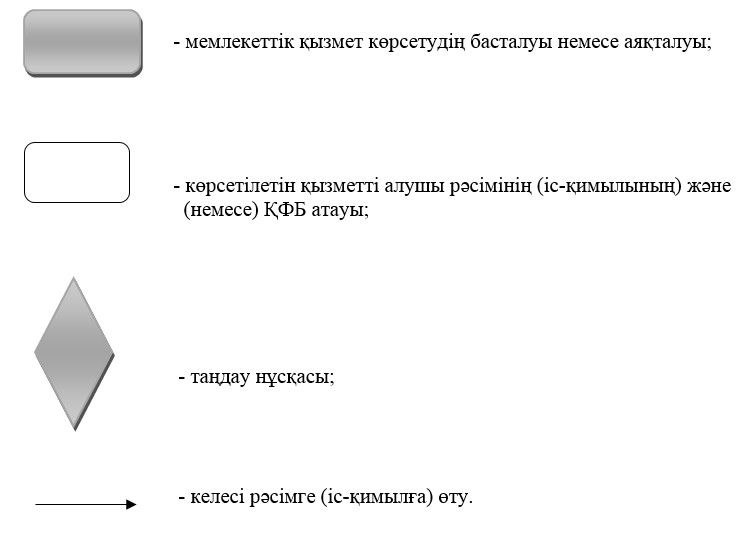 - мемлекеттік қызмет көрсетудің басталуы немесе аяқталуы;
- көрсетілетін қызметті алушы рәсімінің (іс-қимылының) және
(немесе) ҚФБ атауы;
- таңдау нұсқасы;
- келесі рәсімге (іс-қимылға) өту.